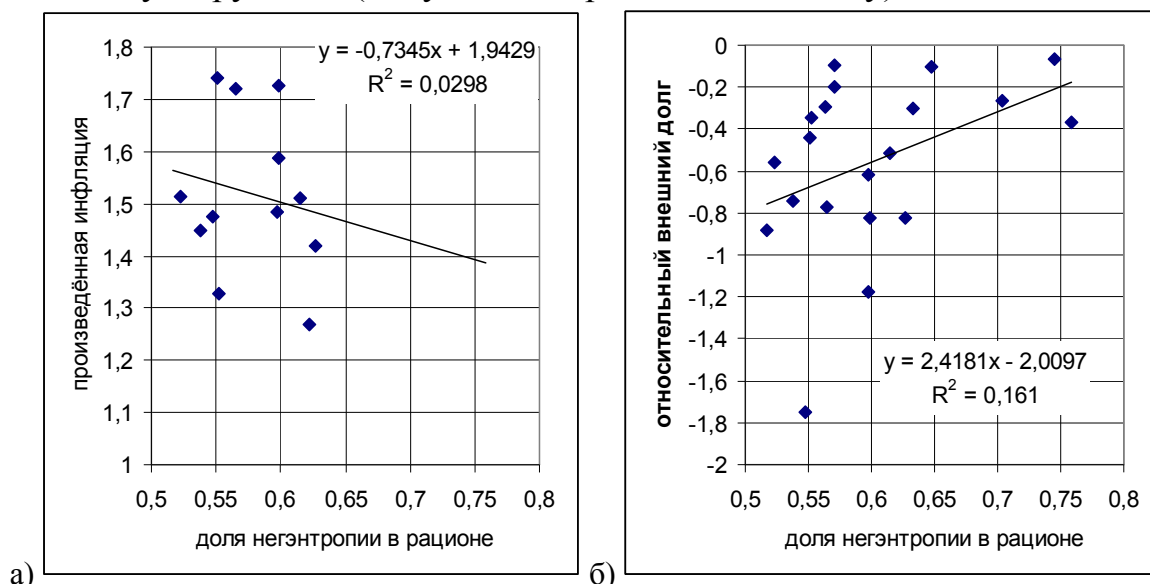 1,8
1,7
1,6
1,5
1,4
1,3
1,2
1,1
1
0,5 0,55 0,6 0,65 0,7 0,75 0,8
произведённая инфляция
y = -0,7345x + 1,9429
R² = 0,0298
доля негэнтропии в рационе
а)
0
-0,2
-0,4
-0,6
-0,8
-1
-1,2
-1,4
-1,6
-1,8
-2
0,5 0,55 0,6 0,65 0,7 0,75 0,8
относительный внешний долг
y = 2,4181x - 2,0097
R² = 0,161
доля негэнтропии в рационе
б)